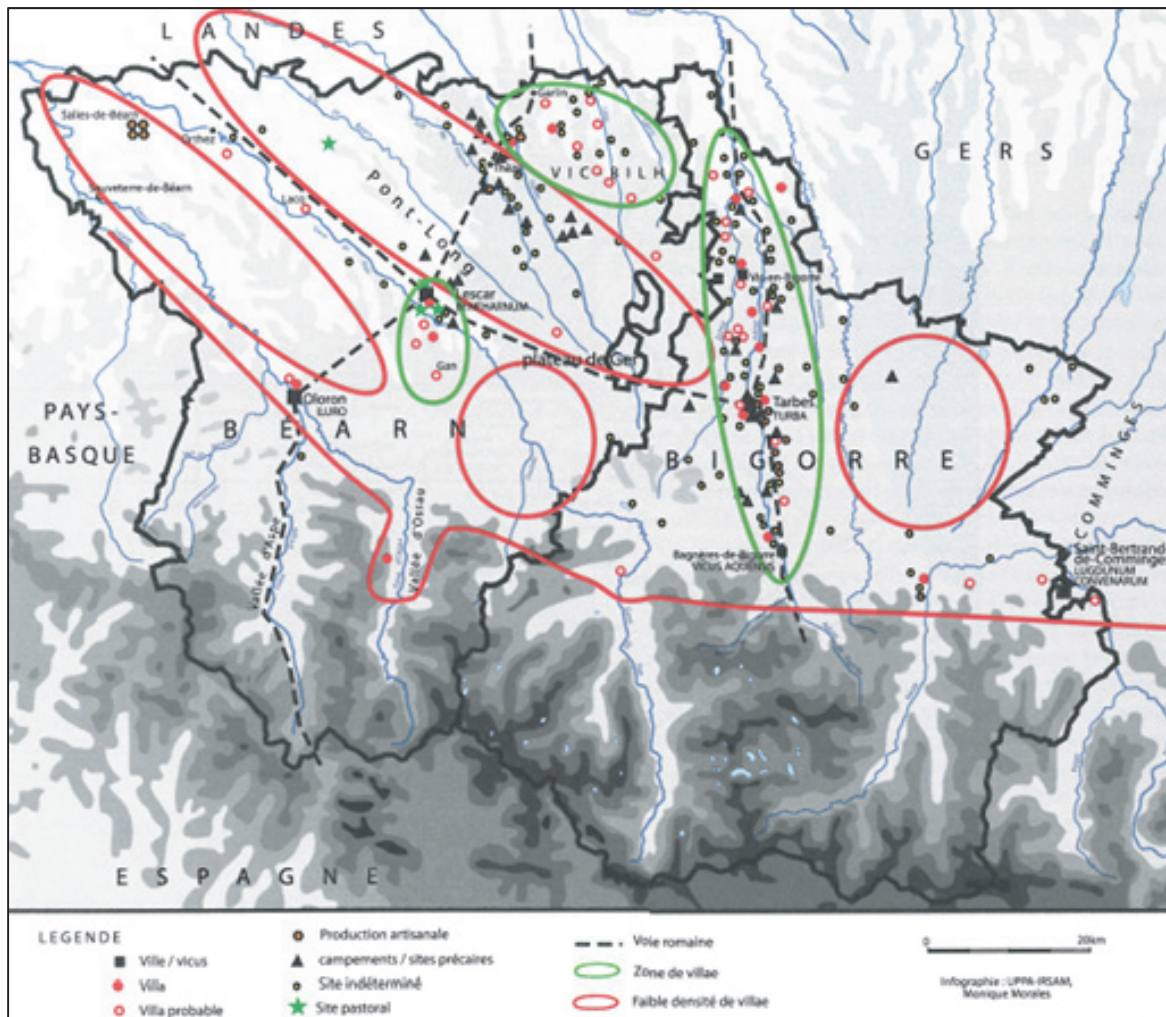 LANDES
GERS
Garlin
Salies-de-Béarn
Orthez
VIC BILH
Thèze
Sauveterre-de-Béarn
Pont-Long
Lacq
Vic-en-Bigorre
Lescar
plateau de Ger
Gan
Oloron
ILURO
Tarbes
TURBA
PAYS-
BASQUE
BÉARN
BIGORRE
COMMINGES
Vallée d'Aspe
Vallée d'Ossau
Bagnères-de-Bigorre
VICUS AQUENSIS
Saint-Bertrand-
de-Comminges
LUGDUNUM
CONVENARUM
ESPAGNE
LEGENDE
Ville / vicus
Villa
Villa probable
Production artisanale
campements / sites précaires
Site indéterminé
Site pastoral
Voie romaine
Zone de villae
Faible densité de villae
0 20km
Infographie : UPPA-IRSAM,
Monique Morales